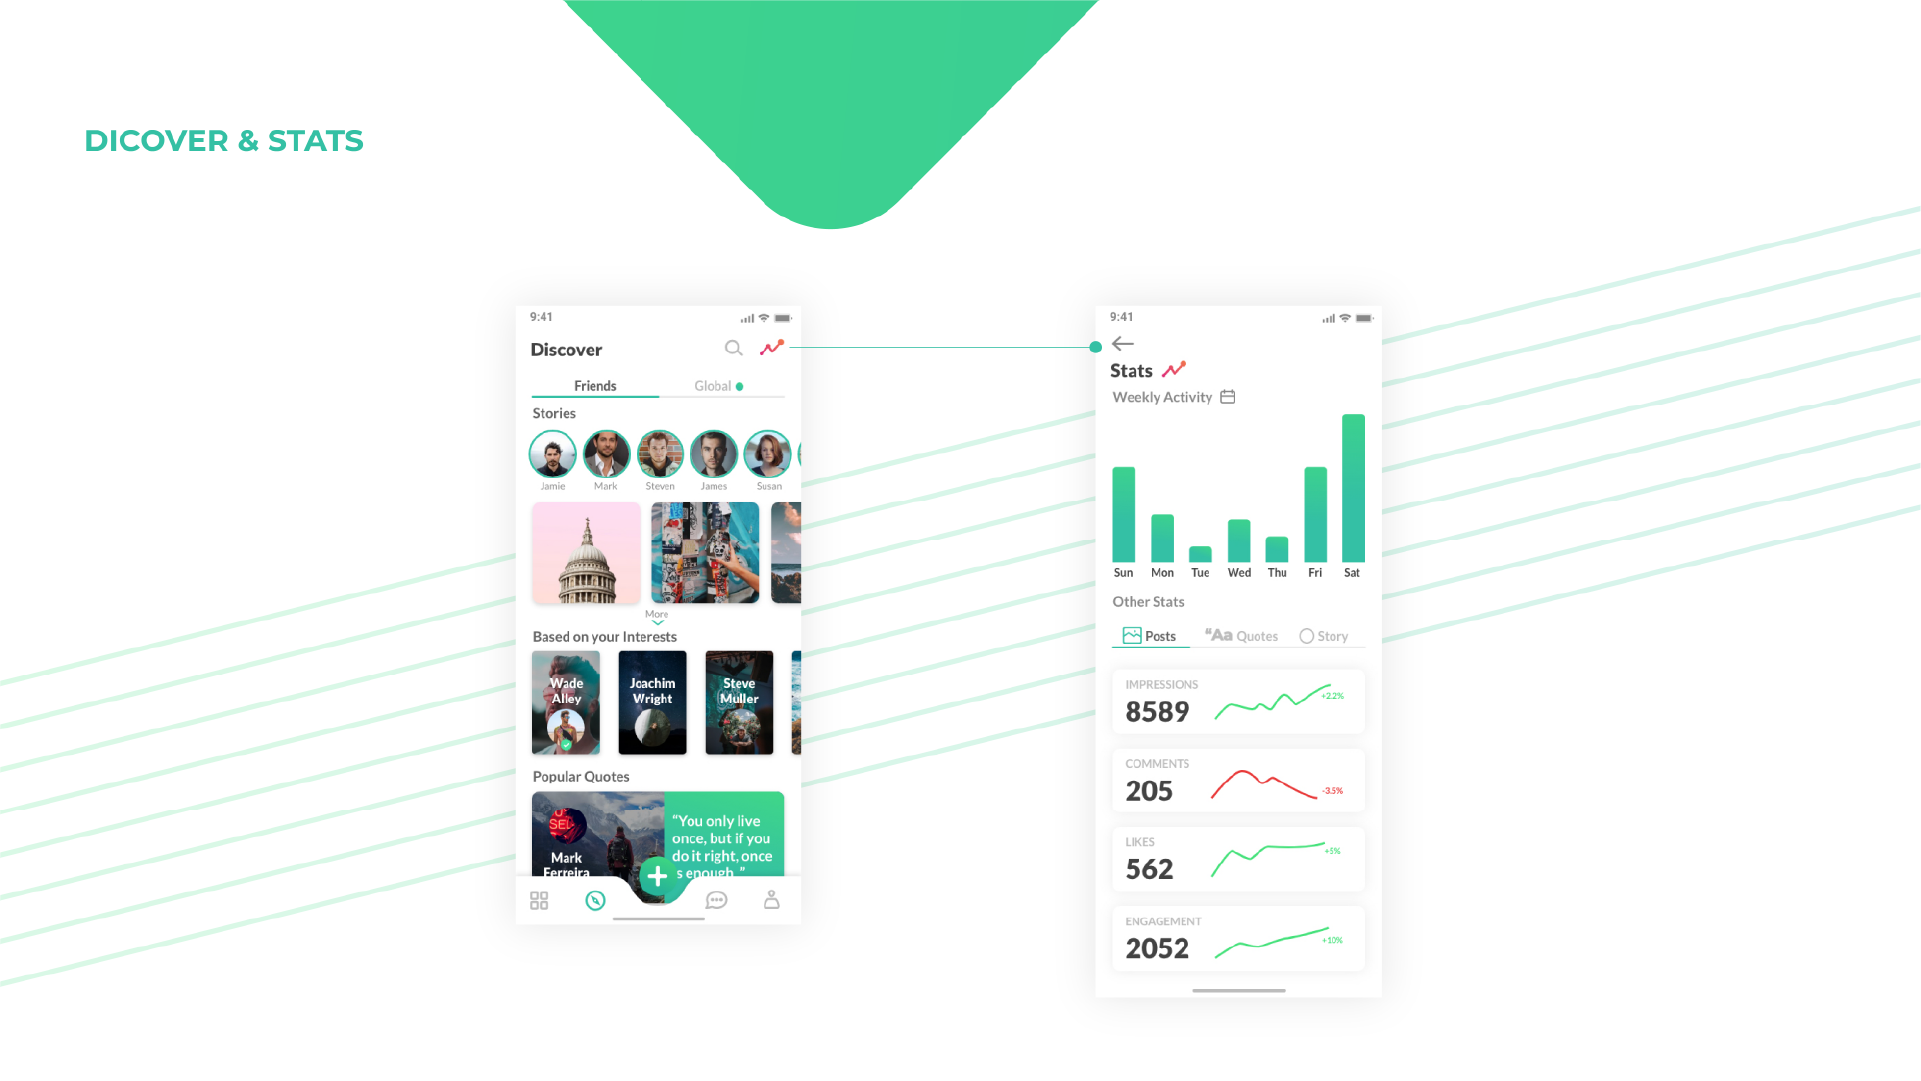 DICOVER & STATS
9:41
Discover
Friends
Global
Stories
Jamie
Mark
Steven
James
Susan
More
Based on your Interests
Wade
Alley
Joachim
Wright
Steve
Muller
Popular Quotes
SEL
Mark
Ferreira
“You only live
once, but if you
do it right, once
is enough. ”
9:41
Stats
Weekly Activity
Sun
Mon
Tue
Wed
Thu
Fri
Sat
Other Stats
Posts
“Aa Quotes
Story
IMPRESSIONS
8589
+2.2%
COMMENTS
205
-3.5%
LIKES
562
+5%
ENGAGEMENT
2052
+10%